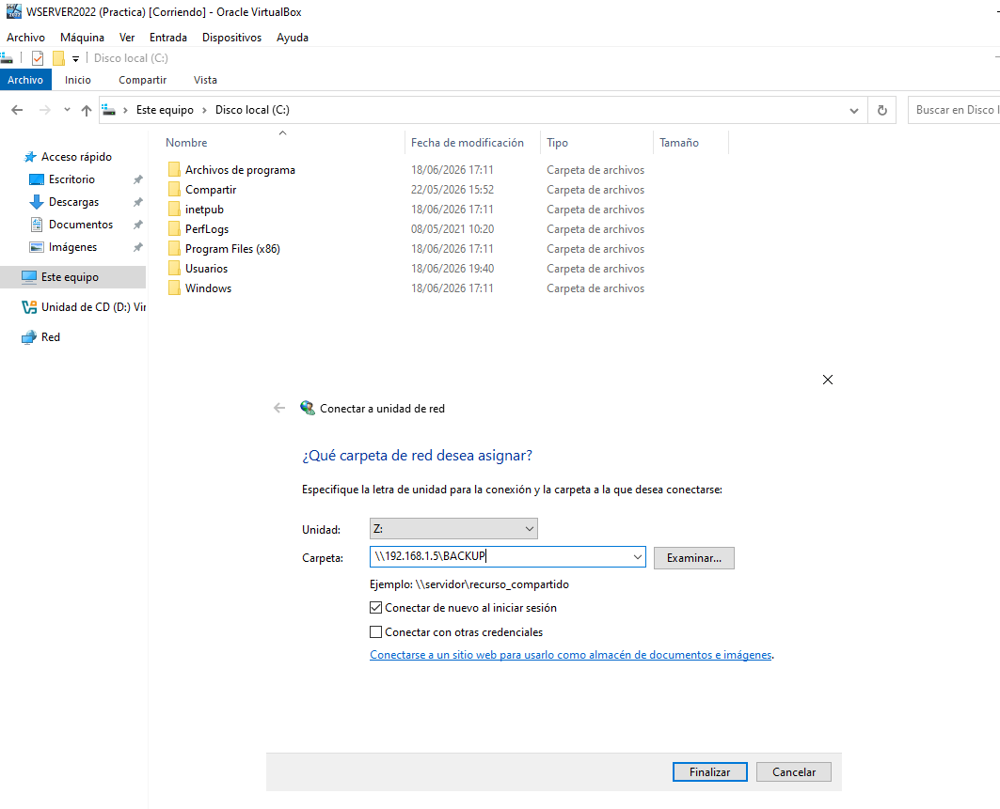 WSERVER2022 (Practica) [Corriendo] - Oracle VirtualBox
Archivo Máquina Ver Entrada Dispositivos Ayuda
Disco local (C:)
Archivo Inicio Compartir Vista
Este equipo > Disco local (C:)
Buscar en Disco l
Nombre Fecha de modificación Tipo Tamaño
Acceso rápido
Escritorio
Descargas
Documentos
Imágenes
Este equipo
Unidad de CD (D:) Vir
Red
Archivos de programa 18/06/2026 17:11 Carpeta de archivos
Compartir 22/05/2026 15:52 Carpeta de archivos
inetpub 18/06/2026 17:11 Carpeta de archivos
PerfLogs 08/05/2021 10:20 Carpeta de archivos
Program Files (x86) 18/06/2026 17:11 Carpeta de archivos
Usuarios 18/06/2026 19:40 Carpeta de archivos
Windows 18/06/2026 17:11 Carpeta de archivos
Conectar a unidad de red
¿Qué carpeta de red desea asignar?
Especifique la letra de unidad para la conexión y la carpeta a la que desea conectarse:
Unidad: Z:
Carpeta: \\192.168.1.5\BACKUP Examinar...
Ejemplo: \\servidor\recurso_compartido
Conectar de nuevo al iniciar sesión
Conectar con otras credenciales
Conectarse a un sitio web para usarlo como almacén de documentos e imágenes.
Finalizar Cancelar